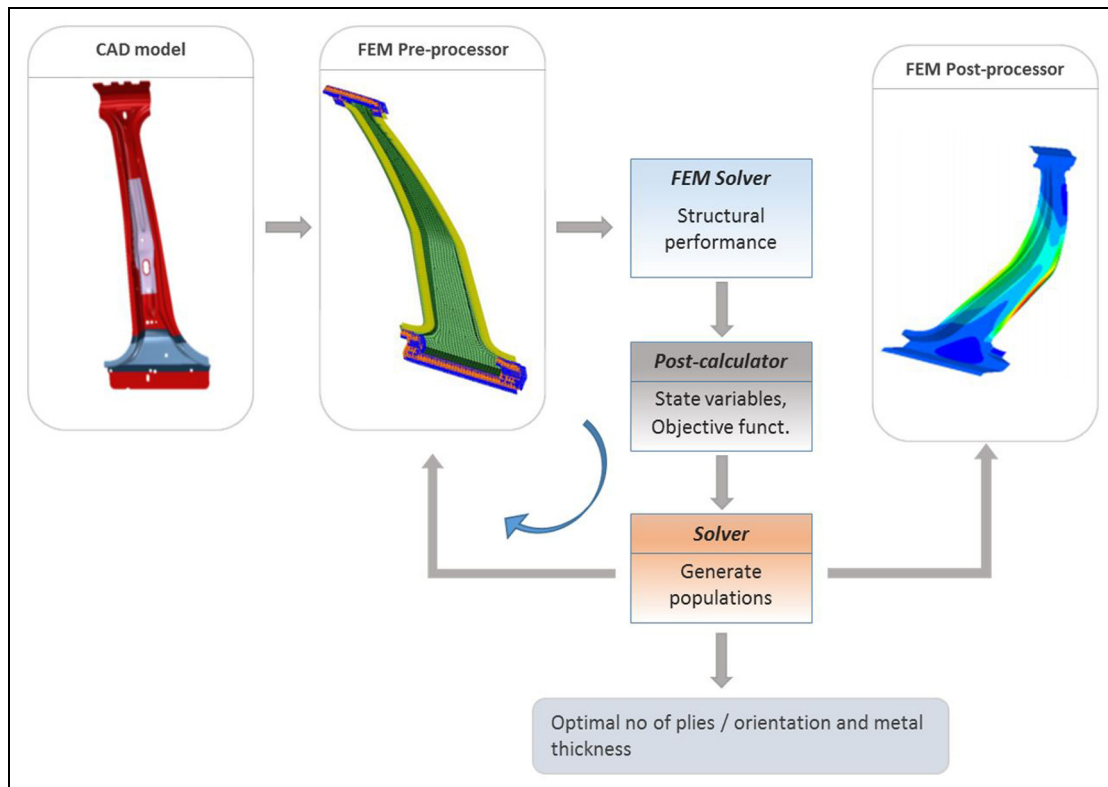 CAD model
FEM Pre-processor
FEM Post-processor
FEM Solver
Structural
performance
Post-calculator
State variables,
Objective funct.
Solver
Generate
populations
Optimal no of plies / orientation and metal
thickness